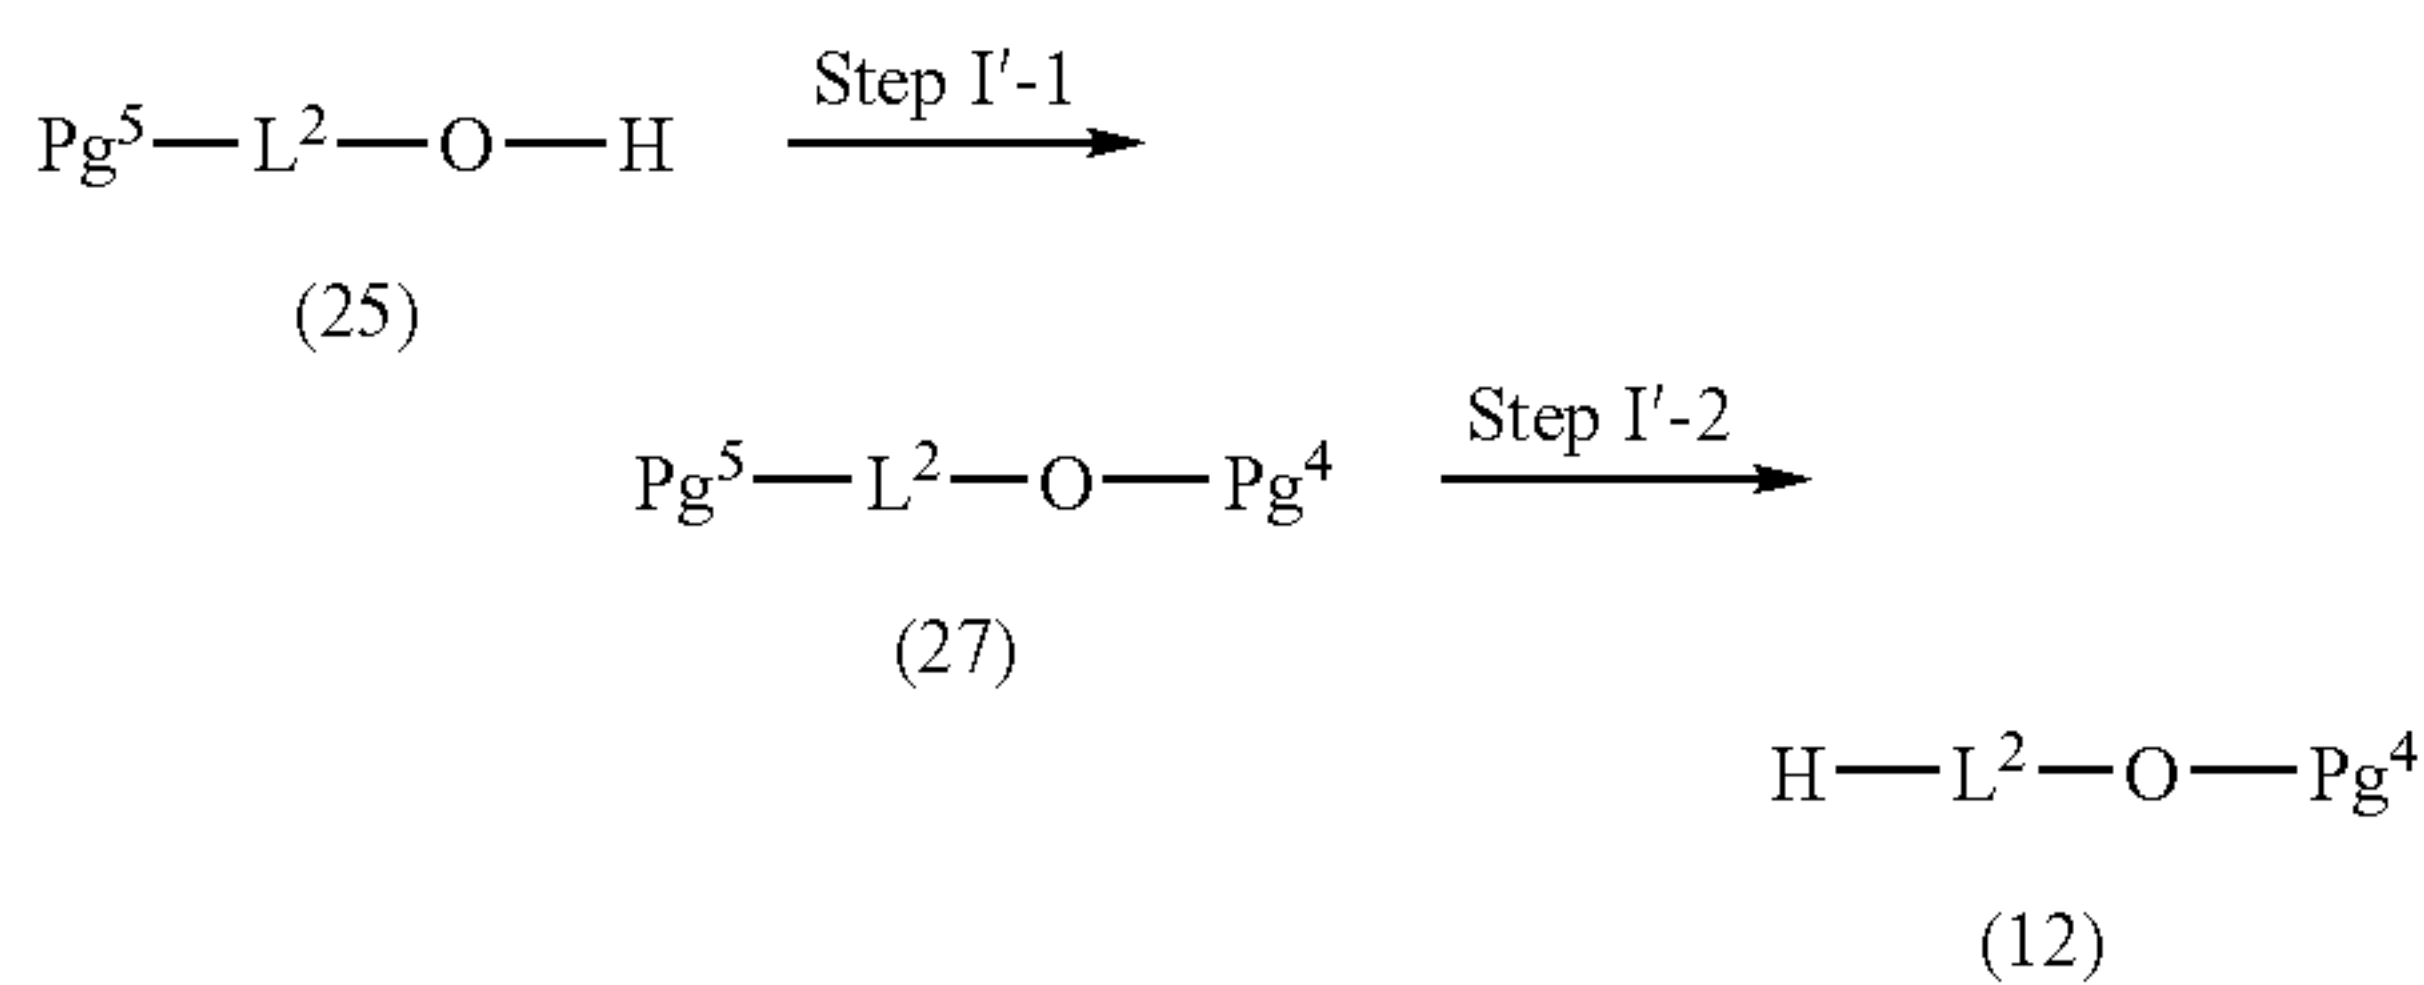 Step I′-1
Pg⁵—L²—O—H
(25)
Step I′-2
Pg⁵—L²—O—Pg⁴
(27)
H—L²—O—Pg⁴
(12)